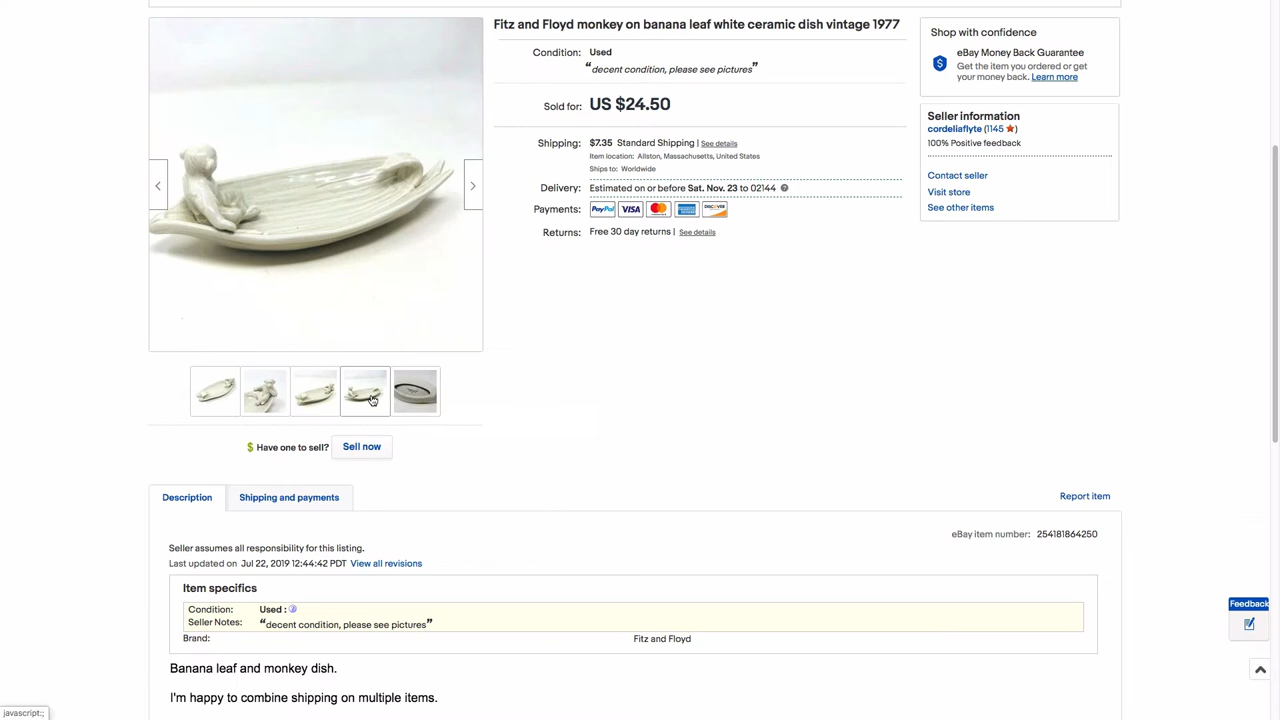 Fitz and Floyd monkey on banana leaf white ceramic dish vintage 1977
Condition: Used
“decent condition, please see pictures”
Sold for: US $24.50
Shipping: $7.35 Standard Shipping | See details
Item location: Allston, Massachusetts, United States
Ships to: Worldwide
Delivery: Estimated on or before Sat. Nov. 23 to 02144
Payments: PayPal VISA MasterCard AMERICAN EXPRESS DISCOVER
Returns: Free 30 day returns | See details
Shop with confidence
eBay Money Back Guarantee
Get the item you ordered or get
your money back. Learn more
Seller information
cordeliaflyte (1145 ★)
100% Positive feedback
Contact seller
Visit store
See other items
$ Have one to sell? Sell now
Description Shipping and payments
Report item
eBay item number: 254181864250
Seller assumes all responsibility for this listing.
Last updated on Jul 22, 2019 12:44:42 PDT View all revisions
Item specifics
Condition: Used :
Seller Notes: “decent condition, please see pictures”
Brand: Fitz and Floyd
Banana leaf and monkey dish.
I'm happy to combine shipping on multiple items.
Feedback
javascript:;